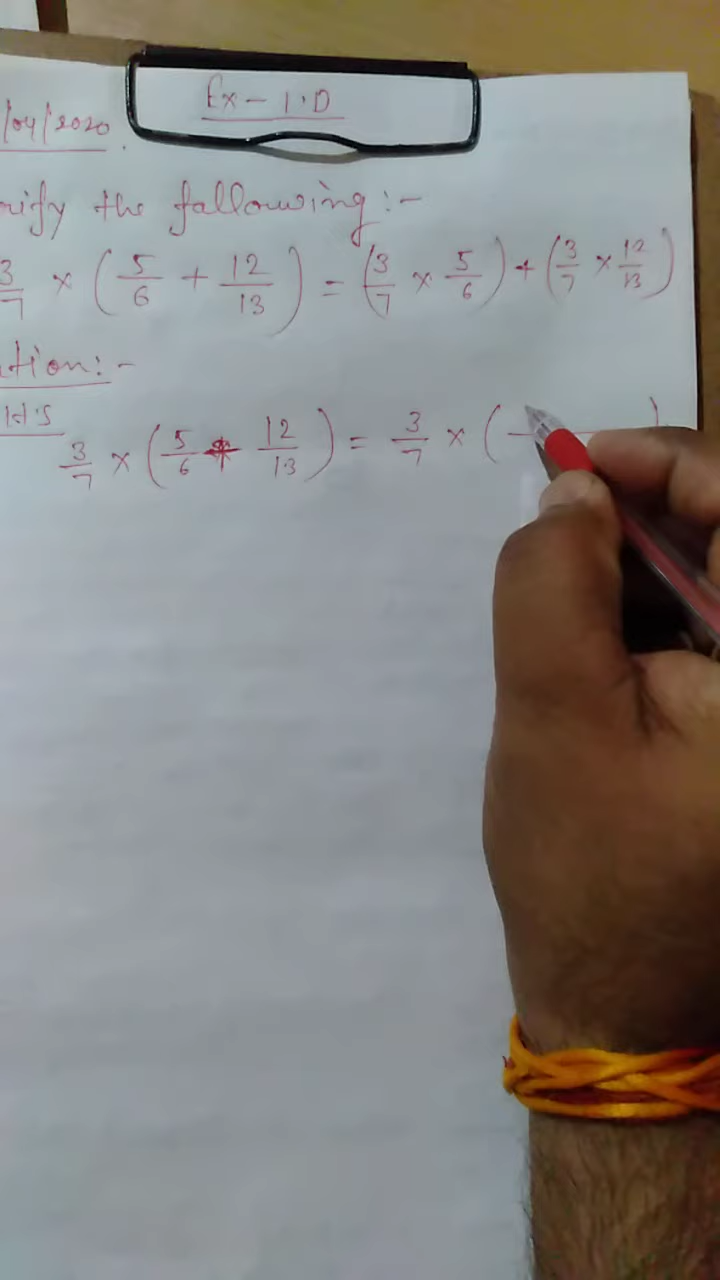 Ex - 1.D
/04/2020.
rify the following :-
3/7 × (5/6 + 12/13) = (3/7 × 5/6) + (3/7 × 12/13)
ution:-
H.S
3/7 × (5/6 + 12/13) = 3/7 × (